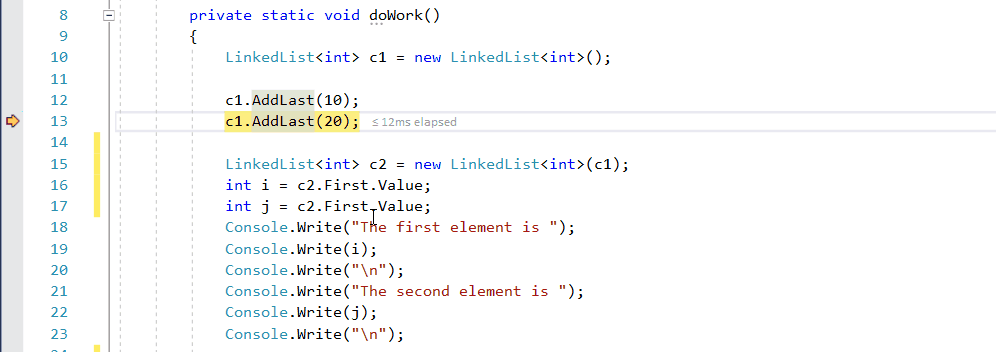 8 private static void doWork()
9 {
10 LinkedList<int> c1 = new LinkedList<int>();
11
12 c1.AddLast(10);
13 c1.AddLast(20); ≤ 12ms elapsed
14
15 LinkedList<int> c2 = new LinkedList<int>(c1);
16 int i = c2.First.Value;
17 int j = c2.First.Value;
18 Console.Write("The first element is ");
19 Console.Write(i);
20 Console.Write("\n");
21 Console.Write("The second element is ");
22 Console.Write(j);
23 Console.Write("\n");